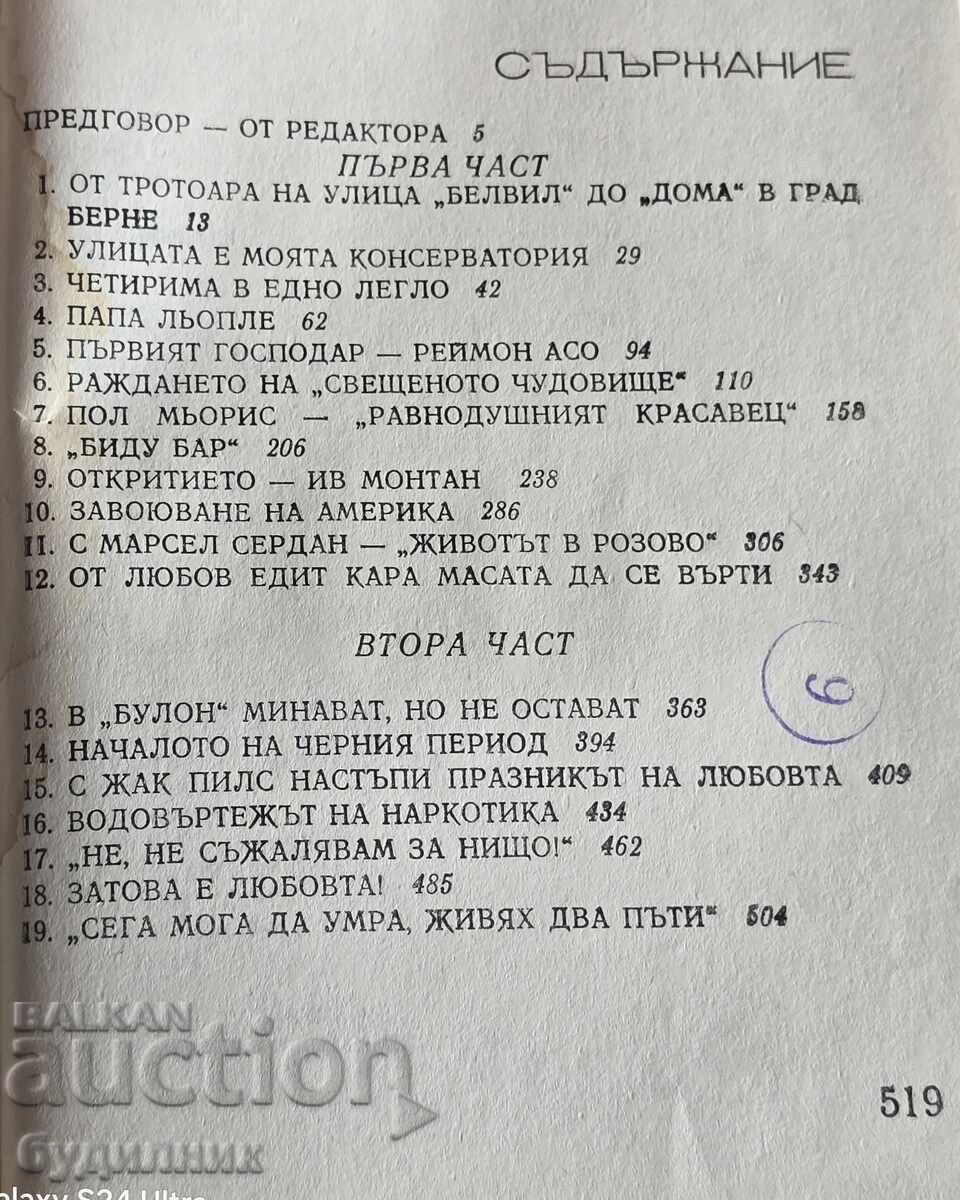 СЪДЪРЖАНИЕ
ПРЕДГОВОР — ОТ РЕДАКТОРА 5
ПЪРВА ЧАСТ
1. ОТ ТРОТОАРА НА УЛИЦА „БЕЛВИЛ“ ДО „ДОМА“ В ГРАД
БЕРНЕ 13
2. УЛИЦАТА Е МОЯТА КОНСЕРВАТОРИЯ 29
3. ЧЕТИРИМА В ЕДНО ЛЕГЛО 42
4. ПАПА ЛЬОПЛЕ 62
5. ПЪРВИЯТ ГОСПОДАР — РЕЙМОН АСО 94
6. РАЖДАНЕТО НА „СВЕЩЕНОТО ЧУДОВИЩЕ“ 110
7. ПОЛ МЬОРИС — „РАВНОДУШНИЯТ КРАСАВЕЦ“ 158
8. „БИДУ БАР“ 206
9. ОТКРИТИЕТО — ИВ МОНТАН 238
10. ЗАВОЮВАНЕ НА АМЕРИКА 286
11. С МАРСЕЛ СЕРДАН — „ЖИВОТЪТ В РОЗОВО“ 306
12. ОТ ЛЮБОВ ЕДИТ КАРА МАСАТА ДА СЕ ВЪРТИ 343
ВТОРА ЧАСТ
13. В „БУЛОН“ МИНАВАТ, НО НЕ ОСТАВАТ 363
14. НАЧАЛОТО НА ЧЕРНИЯ ПЕРИОД 394
15. С ЖАК ПИЛС НАСТЪПИ ПРАЗНИКЪТ НА ЛЮБОВТА 409
16. ВОДОВЪРТЕЖЪТ НА НАРКОТИКА 434
17. „НЕ, НЕ СЪЖАЛЯВАМ ЗА НИЩО!“ 462
18. ЗАТОВА Е ЛЮБОВТА! 485
19. „СЕГА МОГА ДА УМРА, ЖИВЯХ ДВА ПЪТИ“ 504
BALKAN
auction
519
будилник
alaxy S24 Ultra